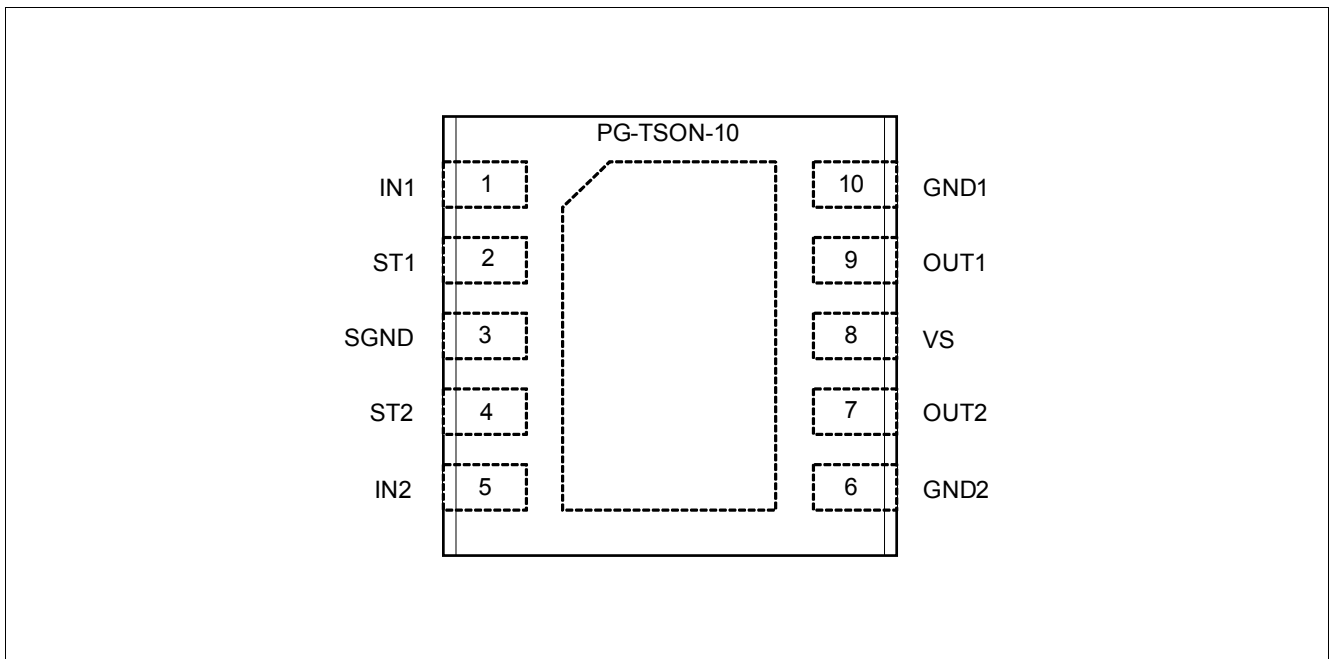 PG-TSON-10
IN1 1 10 GND1
ST1 2 9 OUT1
SGND 3 8 VS
ST2 4 7 OUT2
IN2 5 6 GND2